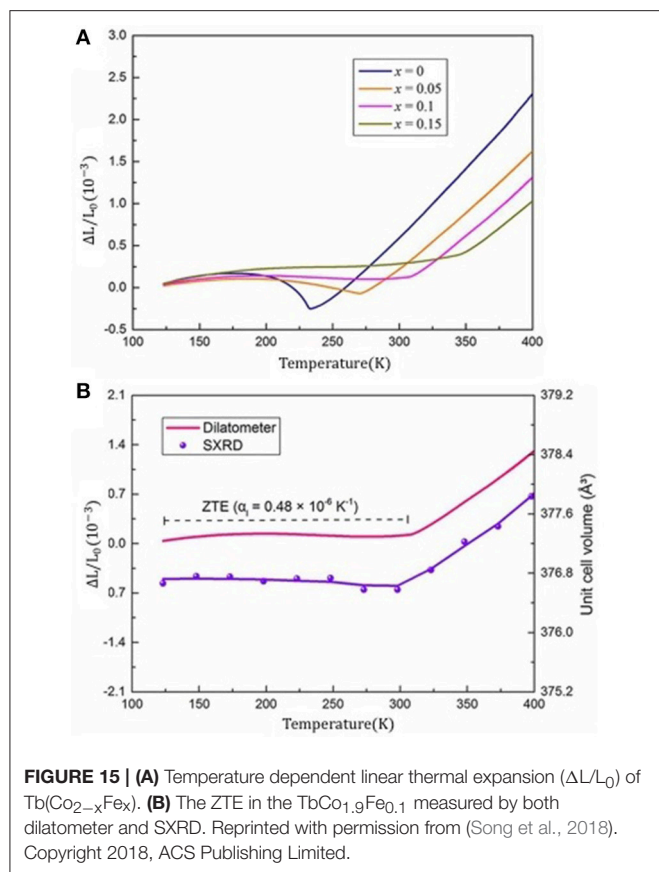 A
3.0
2.5
2.0
1.5
1.0
0.5
0.0
-0.5
ΔL/L₀ (10⁻³)
x = 0
x = 0.05
x = 0.1
x = 0.15
100 150 200 250 300 350 400
Temperature(K)
B
2.1
1.4
0.7
0.0
0.7
-1.4
-2.1
ΔL/L₀ (10⁻³)
Dilatometer
SXRD
ZTE (αₗ = 0.48 × 10⁻⁶ K⁻¹)
379.2
378.4
377.6
376.8
376.0
375.2
Unit cell volume (Å³)
100 150 200 250 300 350 400
Temperature(K)
FIGURE 15 | (A) Temperature dependent linear thermal expansion (ΔL/L₀) of
Tb(Co₂₋ₓFeₓ). (B) The ZTE in the TbCo₁.₉Fe₀.₁ measured by both
dilatometer and SXRD. Reprinted with permission from (Song et al., 2018).
Copyright 2018, ACS Publishing Limited.